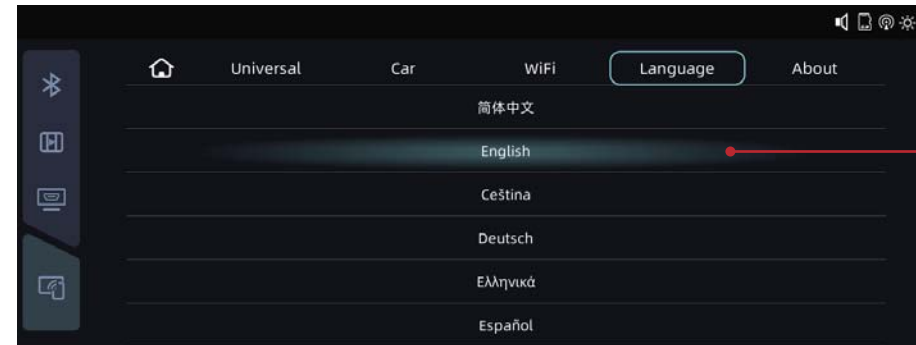 Universal Car WiFi Language About
简体中文
English
Ceština
Deutsch
Ελληνικά
Español